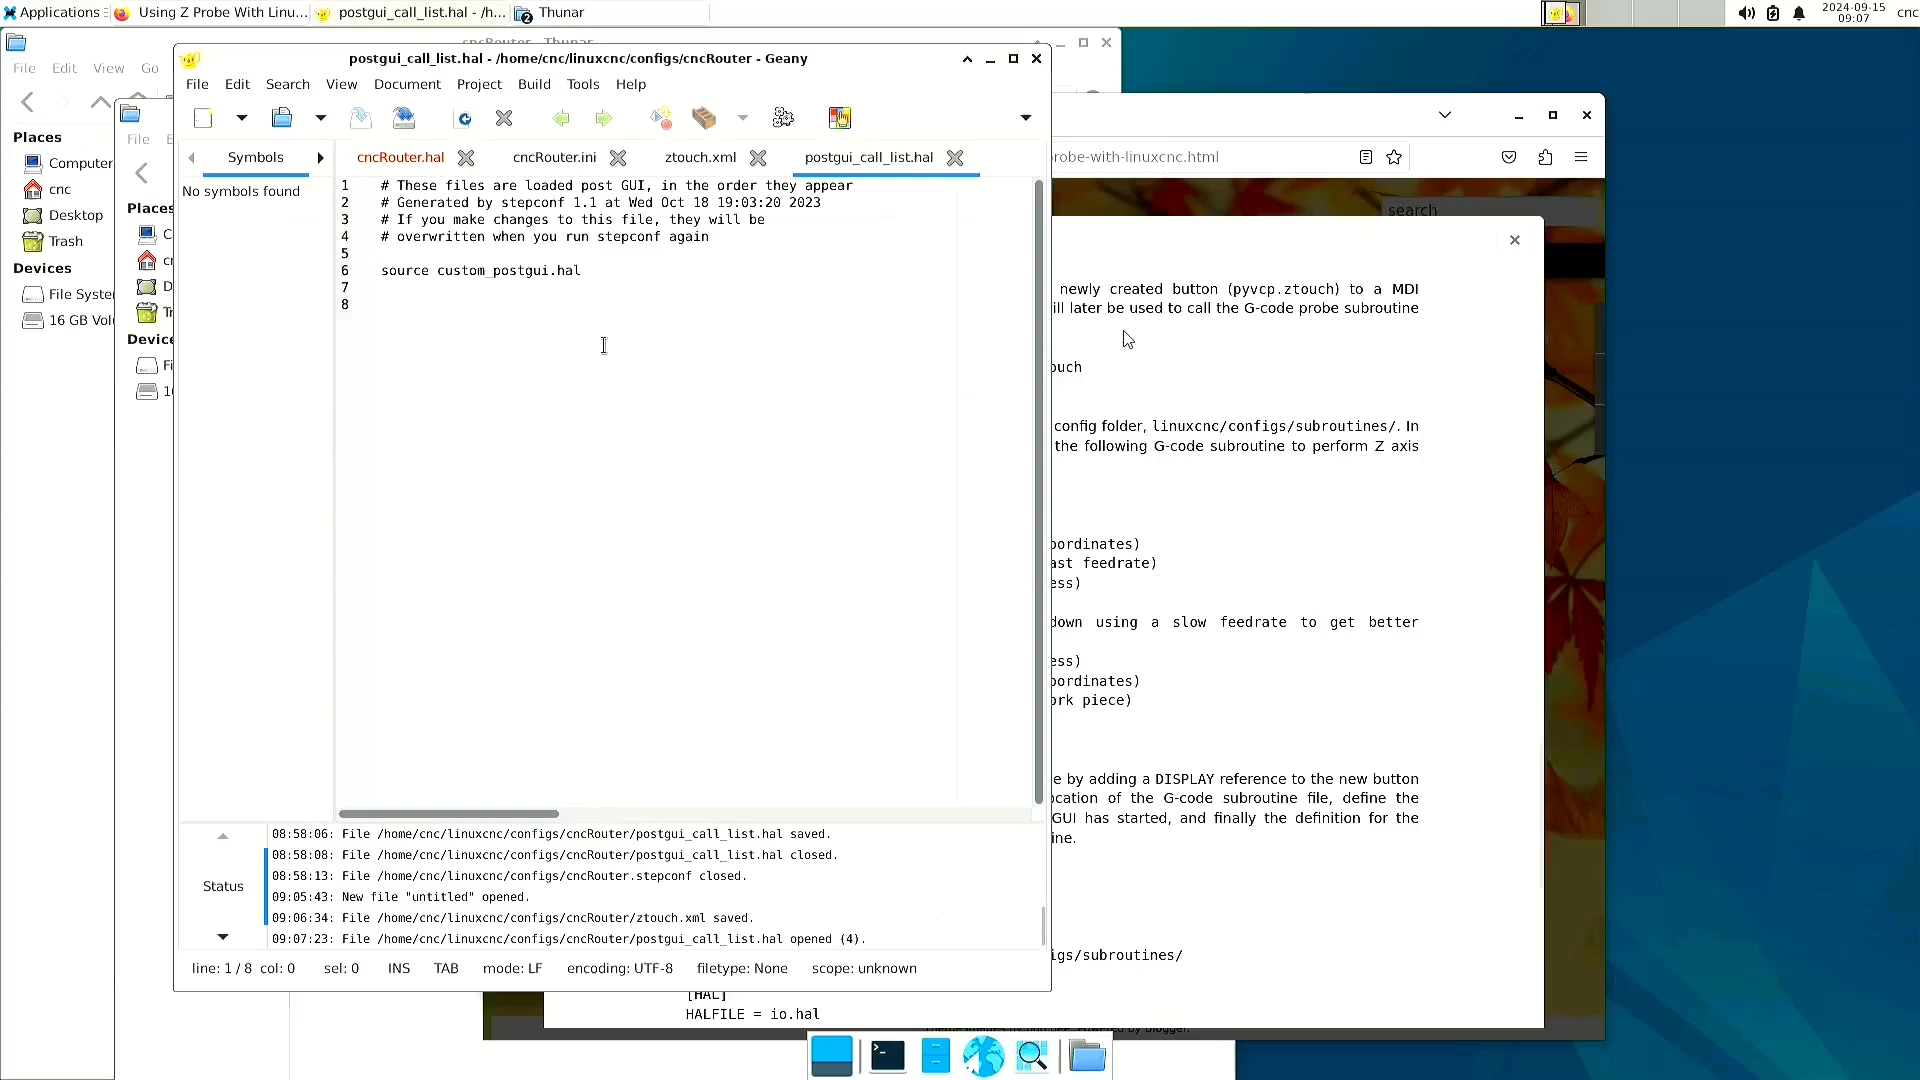 Applications
Using Z Probe With Linu...
postgui_call_list.hal - /h...
Thunar
2024-09-15
09:07
cnc
cncRouter - Thunar
File Edit View Go
Places
Computer
cnc
Desktop
Trash
Devices
File Syste
16 GB Vol
File E
Places
C
D
Device
postgui_call_list.hal - /home/cnc/linuxcnc/configs/cncRouter - Geany
File Edit Search View Document Project Build Tools Help
Symbols
No symbols found
cncRouter.hal
cncRouter.ini
ztouch.xml
postgui_call_list.hal
1 # These files are loaded post GUI, in the order they appear
2 # Generated by stepconf 1.1 at Wed Oct 18 19:03:20 2023
3 # If you make changes to this file, they will be
4 # overwritten when you run stepconf again
5
6 source custom_postgui.hal
7
8
Status
08:58:06: File /home/cnc/linuxcnc/configs/cncRouter/postgui_call_list.hal saved.
08:58:08: File /home/cnc/linuxcnc/configs/cncRouter/postgui_call_list.hal closed.
08:58:13: File /home/cnc/linuxcnc/configs/cncRouter.stepconf closed.
09:05:43: New file "untitled" opened.
09:06:34: File /home/cnc/linuxcnc/configs/cncRouter/ztouch.xml saved.
09:07:23: File /home/cnc/linuxcnc/configs/cncRouter/postgui_call_list.hal opened (4).
line: 1 / 8 col: 0 sel: 0 INS TAB mode: LF encoding: UTF-8 filetype: None scope: unknown
robe-with-linuxcnc.html
search
newly created button (pyvcp.ztouch) to a MDI
ill later be used to call the G-code probe subroutine
ouch
config folder, linuxcnc/configs/subroutines/. In
the following G-code subroutine to perform Z axis
oordinates)
ast feedrate)
ess)
down using a slow feedrate to get better
ess)
oordinates)
ork piece)
e by adding a DISPLAY reference to the new button
ocation of the G-code subroutine file, define the
GUI has started, and finally the definition for the
ine.
igs/subroutines/
[HAL]
HALFILE = io.hal